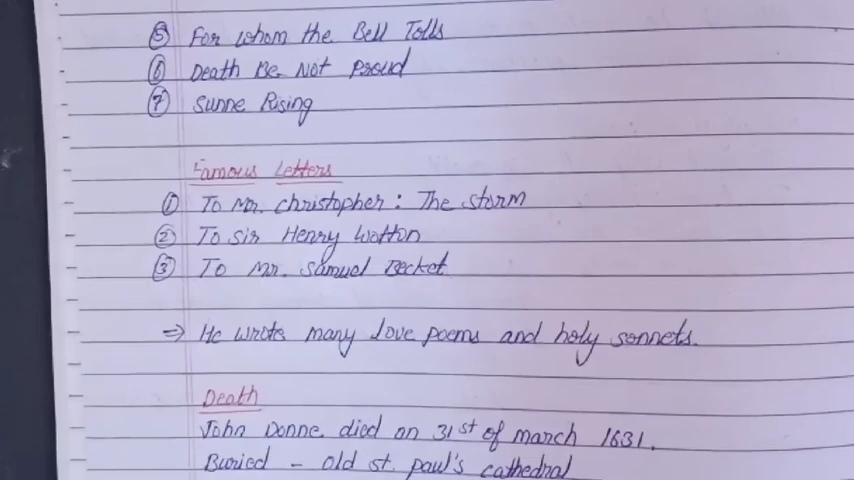 ⑤ For whom the Bell Tolls
⑥ Death Be Not Proud
⑦ Sunne Rising
Famous Letters
① To Mr. Christopher : The storm
② To Sir Henry Wotton
③ To Mr. Samuel Becket
⇒ He wrote many love poems and holy sonnets.
Death
John Donne died on 31st of march 1631.
Buried – old st. paul's cathedral